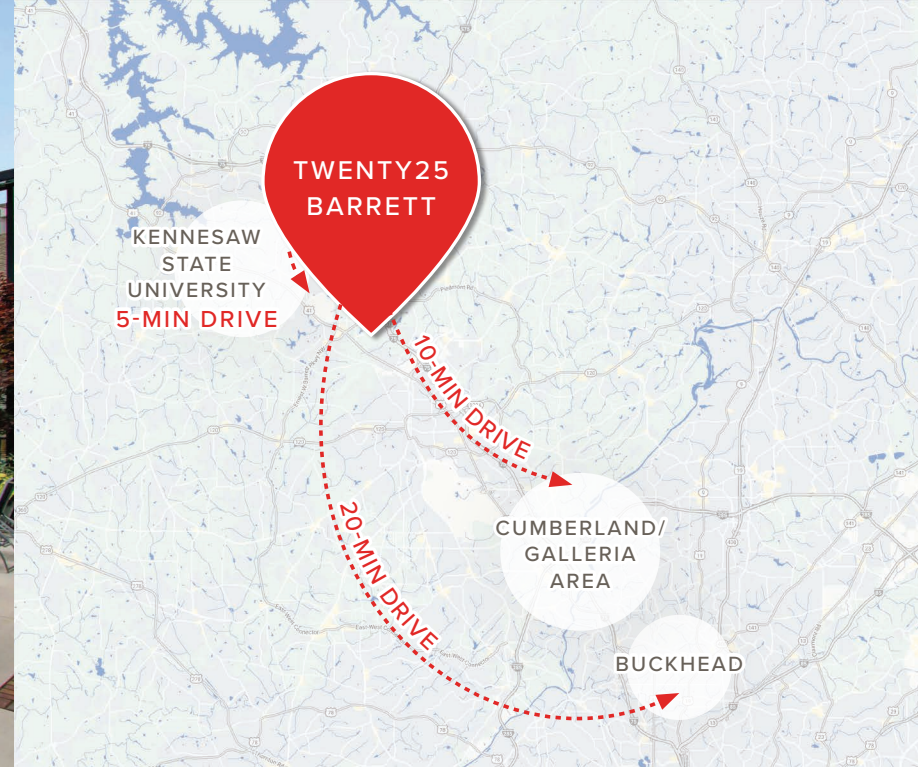 TWENTY25
BARRETT
KENNESAW
STATE
UNIVERSITY
5-MIN DRIVE
10-MIN DRIVE
20-MIN DRIVE
CUMBERLAND/
GALLERIA
AREA
BUCKHEAD